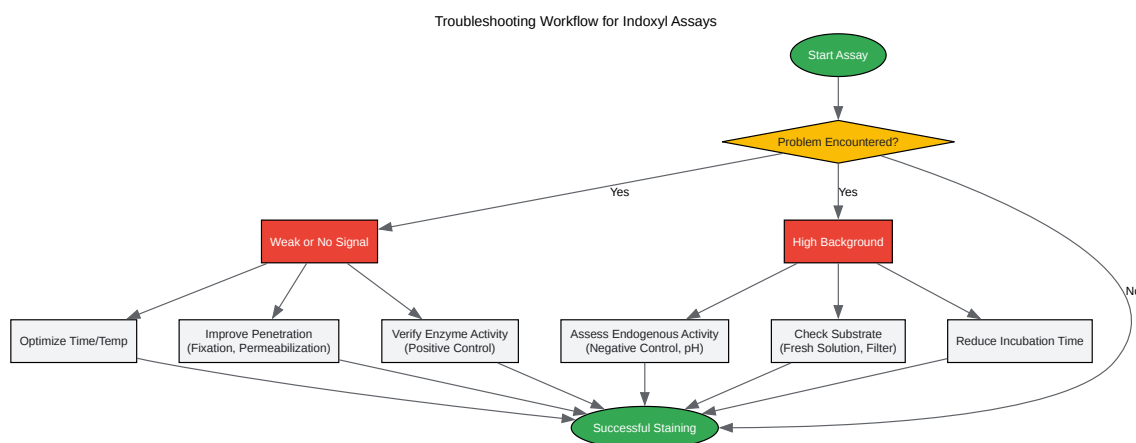 Troubleshooting Workflow for Indoxyl Assays
Start Assay
Problem Encountered?
Yes
Yes
No
Weak or No Signal
High Background
Optimize Time/Temp
Improve Penetration
(Fixation, Permeabilization)
Verify Enzyme Activity
(Positive Control)
Assess Endogenous Activity
(Negative Control, pH)
Check Substrate
(Fresh Solution, Filter)
Reduce Incubation Time
Successful Staining